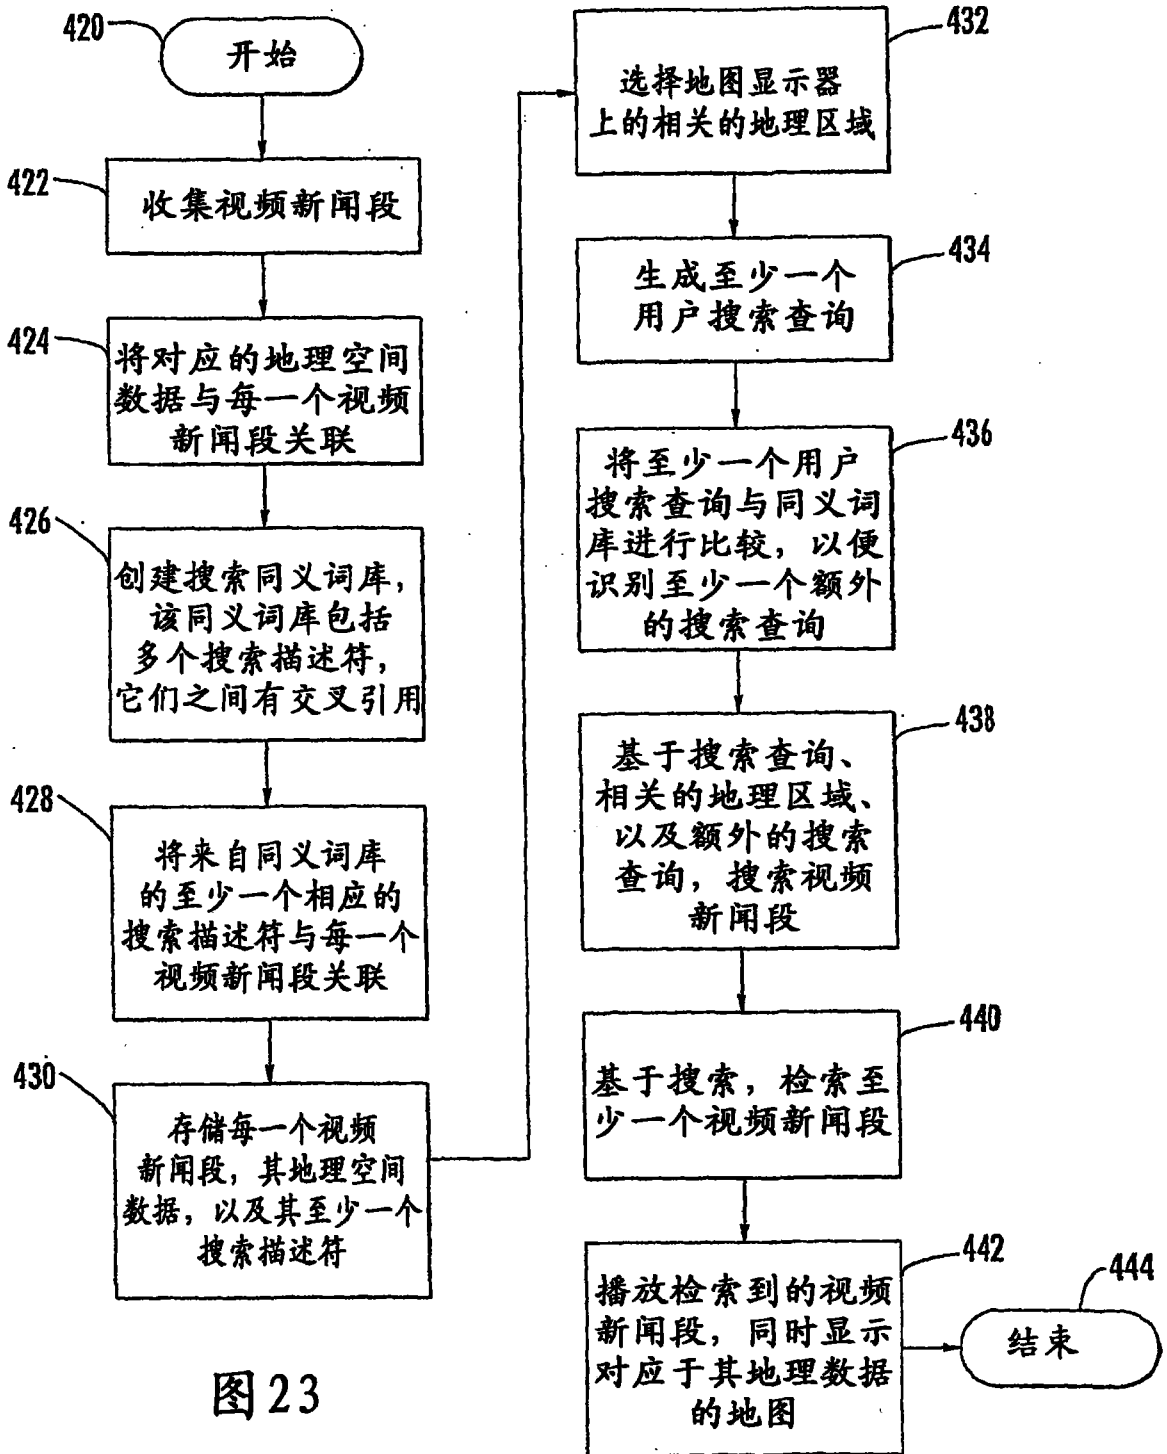 420
开始
422
收集视频新闻段
424
将对应的地理空间
数据与每一个视频
新闻段关联
426
创建搜索同义词库，
该同义词库包括
多个搜索描述符，
它们之间有交叉引用
428
将来自同义词库
的至少一个相应的
搜索描述符与每一个
视频新闻段关联
430
存储每一个视频
新闻段，其地理空间
数据，以及其至少一个
搜索描述符
432
选择地图显示器
上的相关的地理区域
434
生成至少一个
用户搜索查询
436
将至少一个用户
搜索查询与同义词
库进行比较，以便
识别至少一个额外
的搜索查询
438
基于搜索查询、
相关的地理区域、
以及额外的搜索
查询，搜索视频
新闻段
440
基于搜索，检索至
少一个视频新闻段
442
播放检索到的视频
新闻段，同时显示
对应于其地理数据
的地图
444
结束
图23